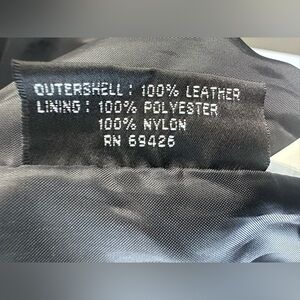 OUTERSHELL: 100% LEATHER
LINING: 100% POLYESTER
100% NYLON
RN 69426